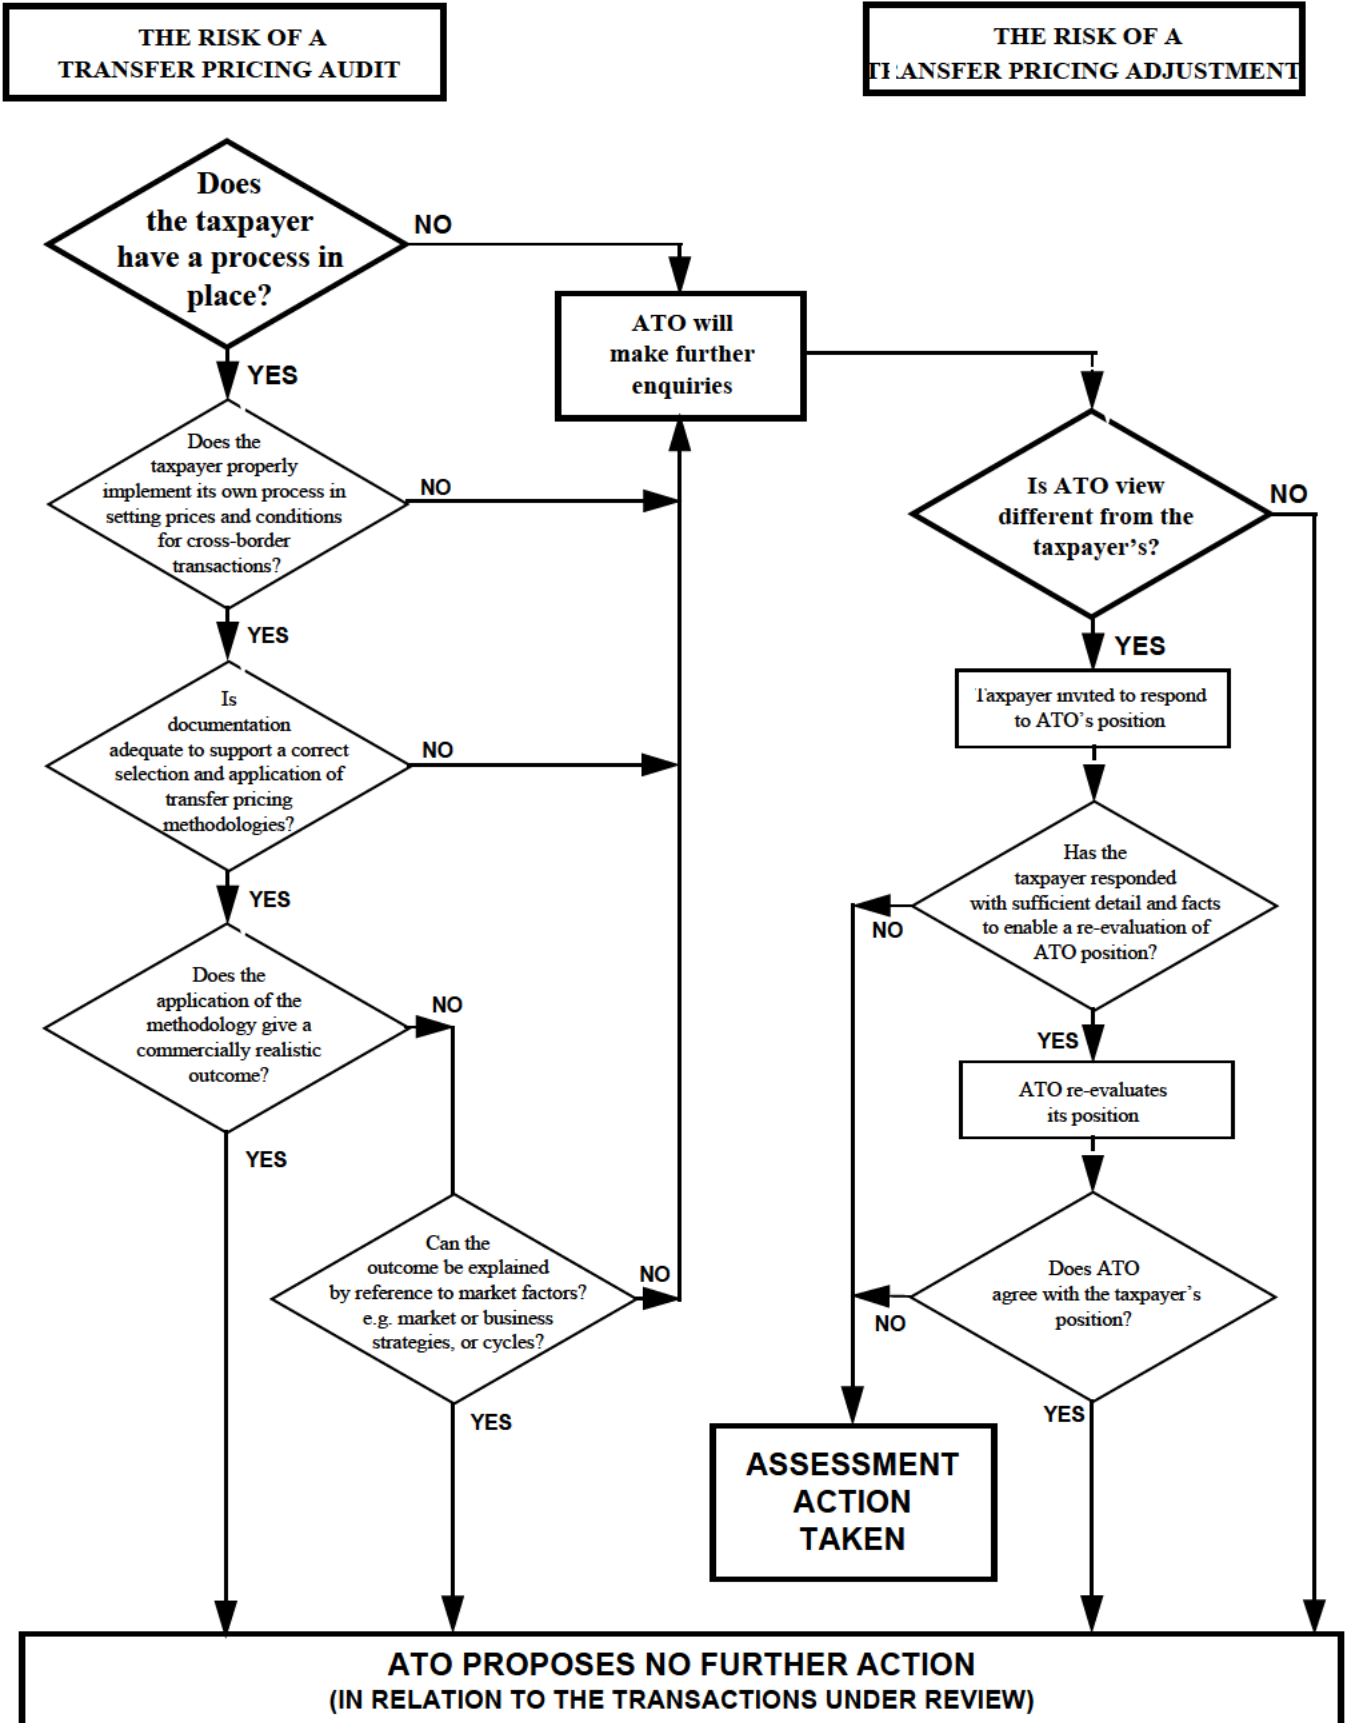 THE RISK OF A
TRANSFER PRICING AUDIT
THE RISK OF A
TRANSFER PRICING ADJUSTMENT
Does
the taxpayer
have a process in
place?
NO
YES
ATO will
make further
enquiries
Does the
taxpayer properly
implement its own process in
setting prices and conditions
for cross-border
transactions?
NO
YES
Is
documentation
adequate to support a correct
selection and application of
transfer pricing
methodologies?
NO
YES
Does the
application of the
methodology give a
commercially realistic
outcome?
NO
YES
Can the
outcome be explained
by reference to market factors?
e.g. market or business
strategies, or cycles?
NO
YES
Is ATO view
different from the
taxpayer's?
NO
YES
Taxpayer invited to respond
to ATO's position
Has the
taxpayer responded
with sufficient detail and facts
to enable a re-evaluation of
ATO position?
NO
YES
ATO re-evaluates
its position
Does ATO
agree with the taxpayer's
position?
NO
YES
ASSESSMENT
ACTION
TAKEN
ATO PROPOSES NO FURTHER ACTION
(IN RELATION TO THE TRANSACTIONS UNDER REVIEW)